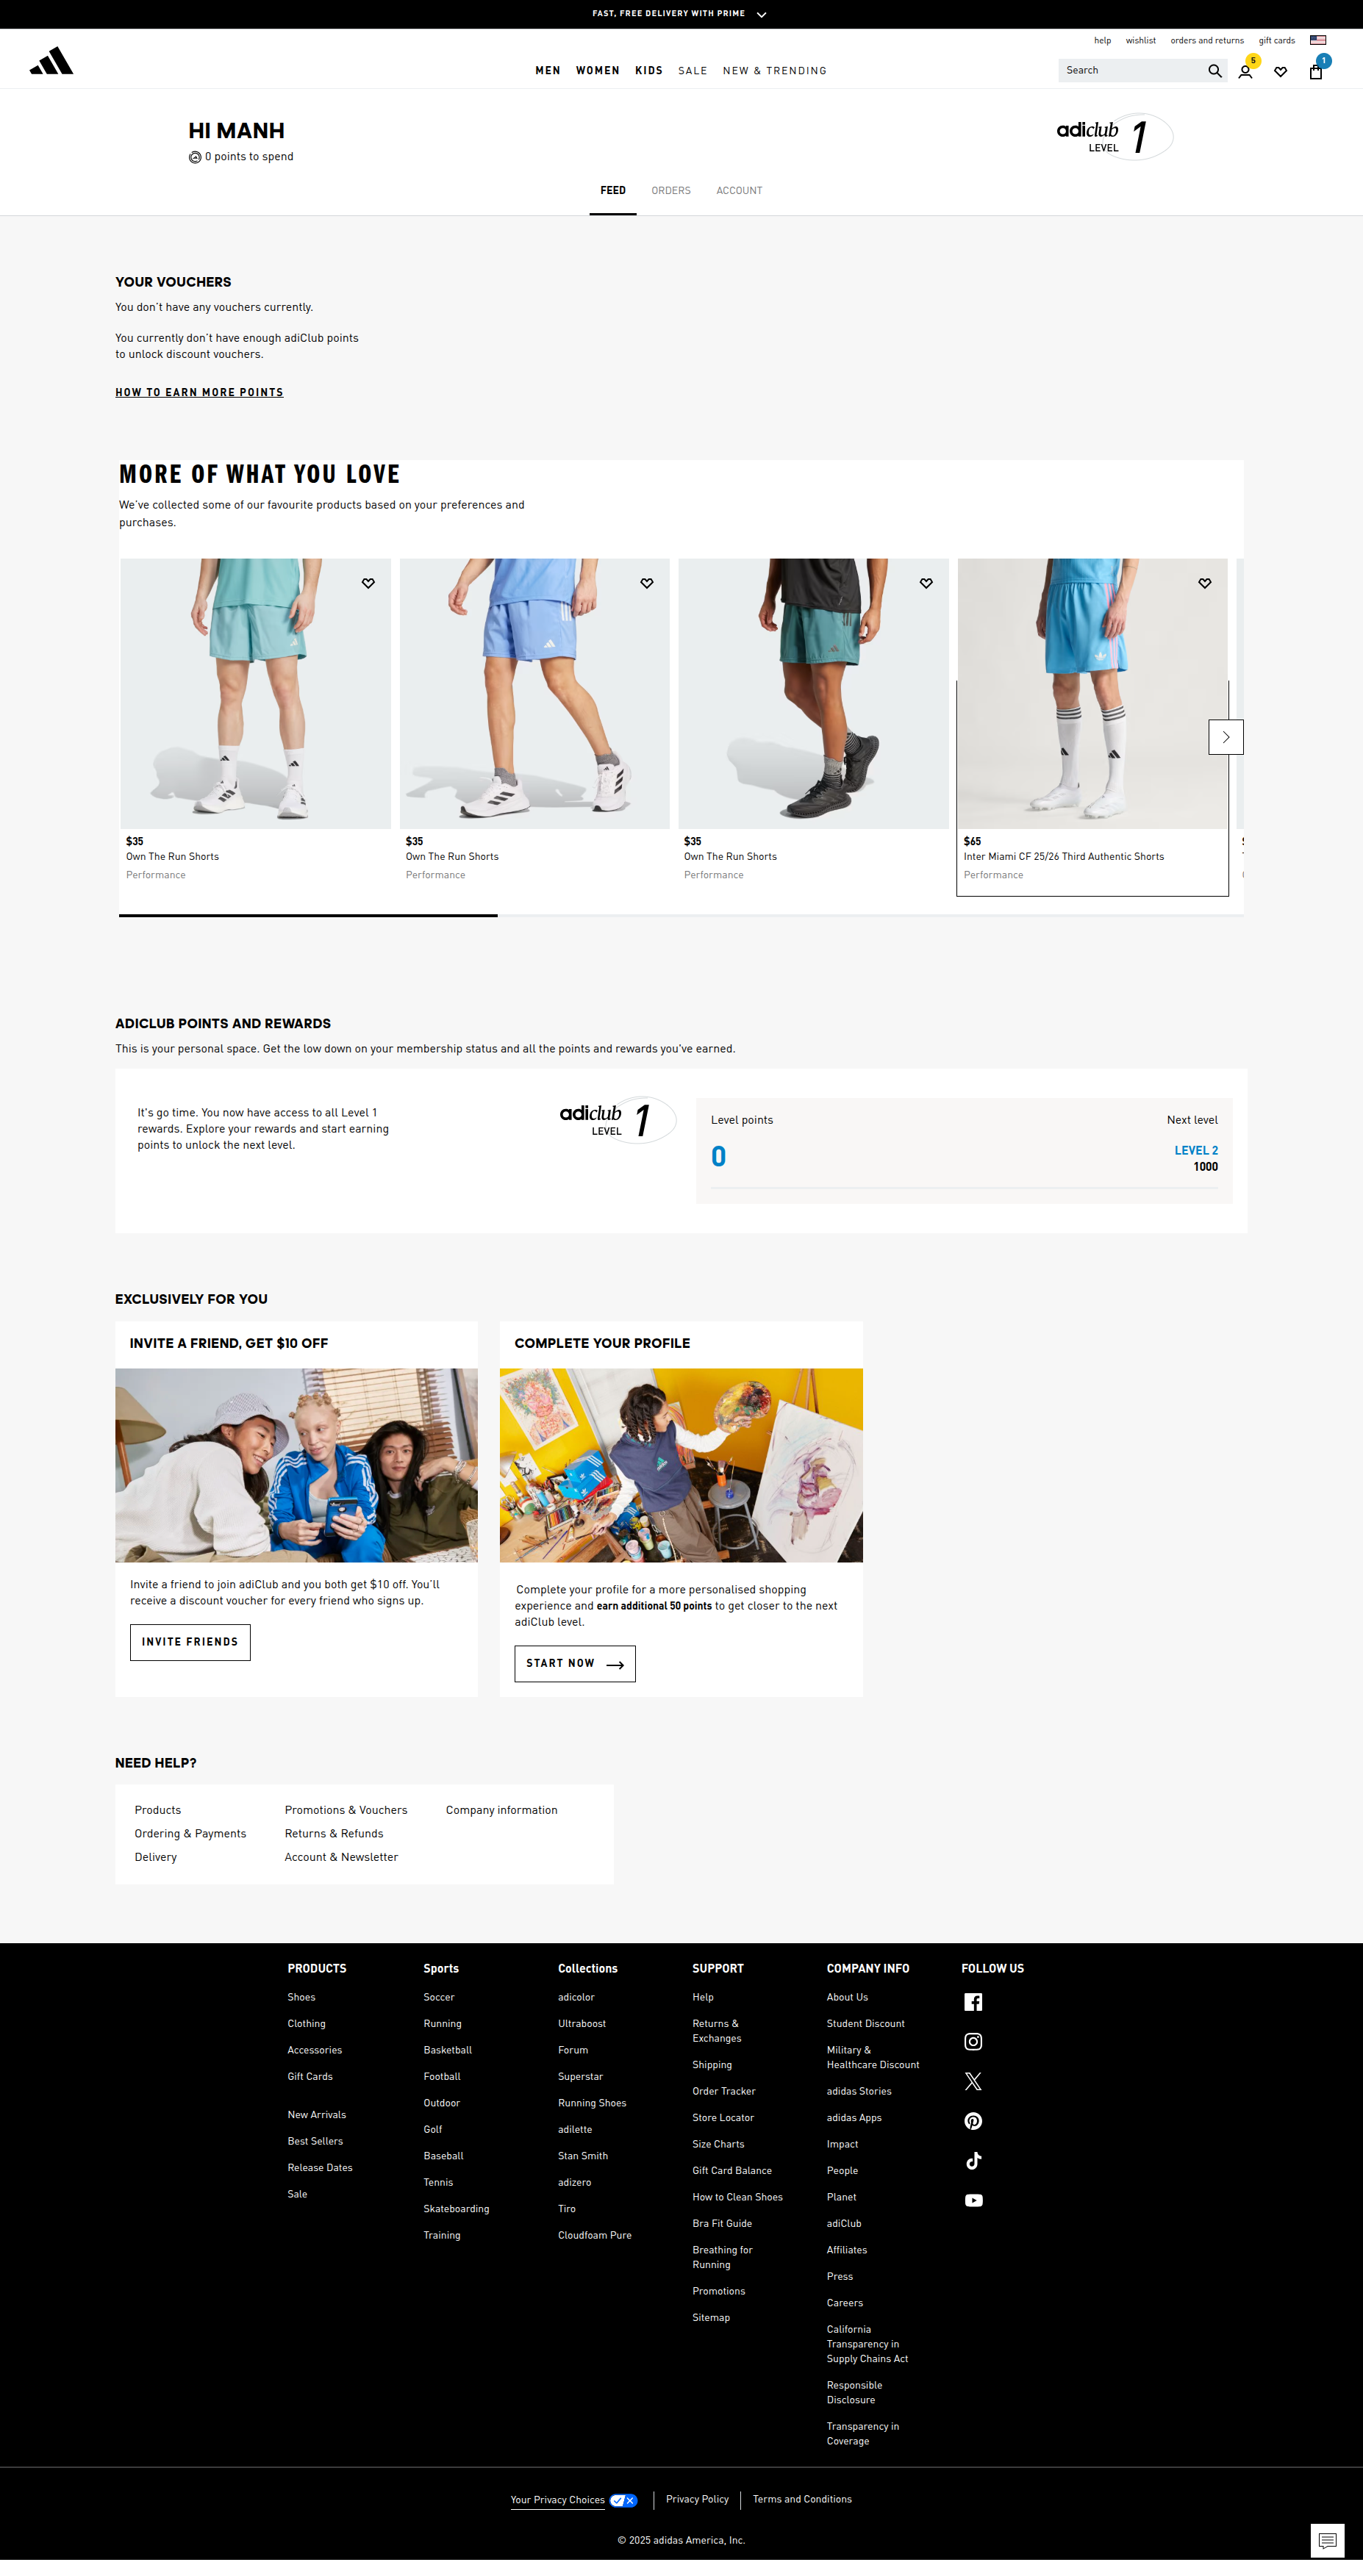 FAST, FREE DELIVERY WITH PRIME
help wishlist orders and returns gift cards
MEN WOMEN KIDS SALE NEW & TRENDING
Search
5
1
HI MANH
0 points to spend
adiclub
LEVEL 1
FEED ORDERS ACCOUNT
YOUR VOUCHERS
You don't have any vouchers currently.
You currently don't have enough adiClub points
to unlock discount vouchers.
HOW TO EARN MORE POINTS
MORE OF WHAT YOU LOVE
We've collected some of our favourite products based on your preferences and
purchases.
$35
Own The Run Shorts
Performance
$35
Own The Run Shorts
Performance
$35
Own The Run Shorts
Performance
$65
Inter Miami CF 25/26 Third Authentic Shorts
Performance
ADICLUB POINTS AND REWARDS
This is your personal space. Get the low down on your membership status and all the points and rewards you've earned.
It's go time. You now have access to all Level 1
rewards. Explore your rewards and start earning
points to unlock the next level.
adiclub
LEVEL 1
Level points Next level
0 LEVEL 2
1000
EXCLUSIVELY FOR YOU
INVITE A FRIEND, GET $10 OFF
Invite a friend to join adiClub and you both get $10 off. You'll
receive a discount voucher for every friend who signs up.
INVITE FRIENDS
COMPLETE YOUR PROFILE
Complete your profile for a more personalised shopping
experience and earn additional 50 points to get closer to the next
adiClub level.
START NOW
NEED HELP?
Products
Ordering & Payments
Delivery
Promotions & Vouchers
Returns & Refunds
Account & Newsletter
Company information
PRODUCTS
Shoes
Clothing
Accessories
Gift Cards
New Arrivals
Best Sellers
Release Dates
Sale
Sports
Soccer
Running
Basketball
Football
Outdoor
Golf
Baseball
Tennis
Skateboarding
Training
Collections
adicolor
Ultraboost
Forum
Superstar
Running Shoes
adilette
Stan Smith
adizero
Tiro
Cloudfoam Pure
SUPPORT
Help
Returns &
Exchanges
Shipping
Order Tracker
Store Locator
Size Charts
Gift Card Balance
How to Clean Shoes
Bra Fit Guide
Breathing for
Running
Promotions
Sitemap
COMPANY INFO
About Us
Student Discount
Military &
Healthcare Discount
adidas Stories
adidas Apps
Impact
People
Planet
adiClub
Affiliates
Press
Careers
California
Transparency in
Supply Chains Act
Responsible
Disclosure
Transparency in
Coverage
FOLLOW US
Your Privacy Choices Privacy Policy Terms and Conditions
© 2025 adidas America, Inc.